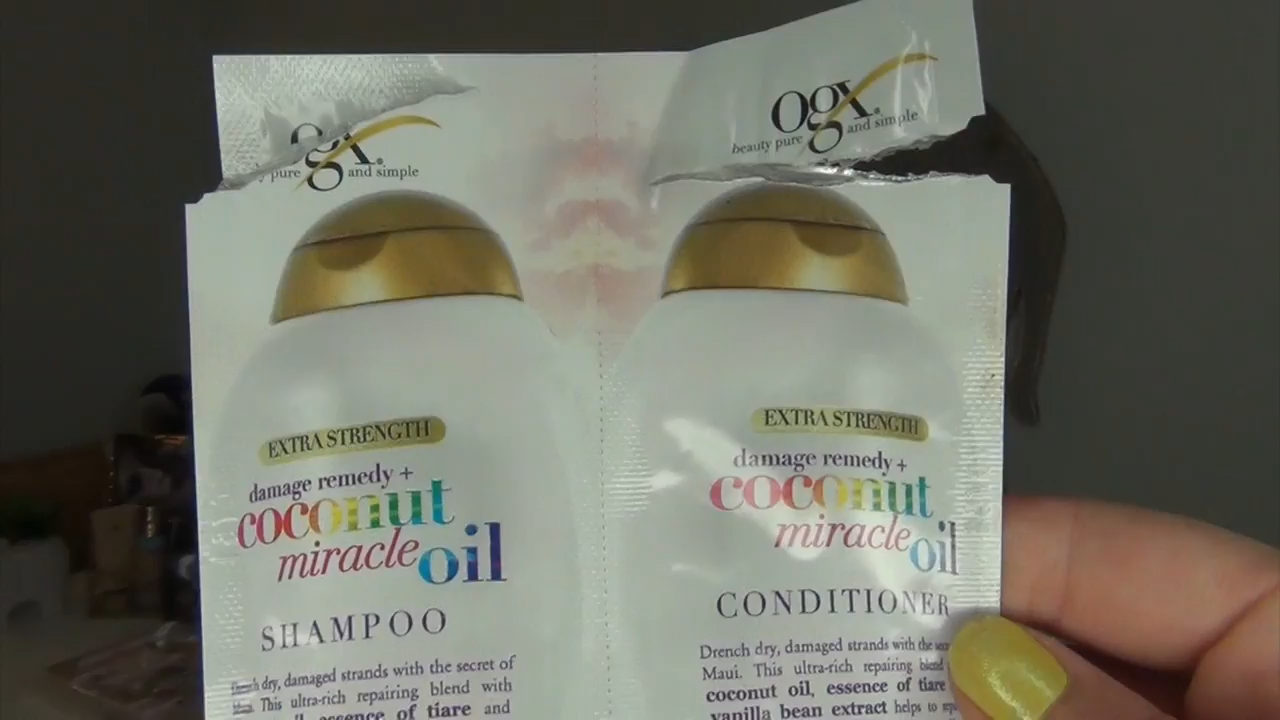 ogx
pure and simple
EXTRA STRENGTH
damage remedy +
coconut
miracle oil
SHAMPOO
dry, damaged strands with the secret of
This ultra-rich repairing blend with
essence of tiare and
ogx
beauty pure and simple
EXTRA STRENGTH
damage remedy +
coconut
miracle oil
CONDITIONER
Drench dry, damaged strands with the
Maui. This ultra-rich repairing blend
coconut oil, essence of tiare
vanilla bean extract helps to